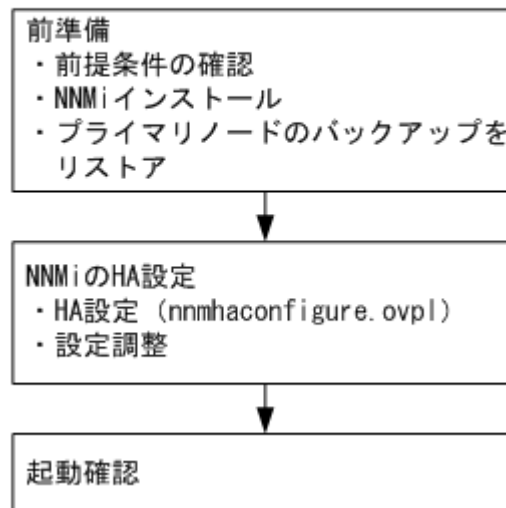 前準備
・前提条件の確認
・NNMiインストール
・プライマリノードのバックアップを
リストア
NNMiのHA設定
・HA設定（nnmhaconfigure.ovpl）
・設定調整
起動確認